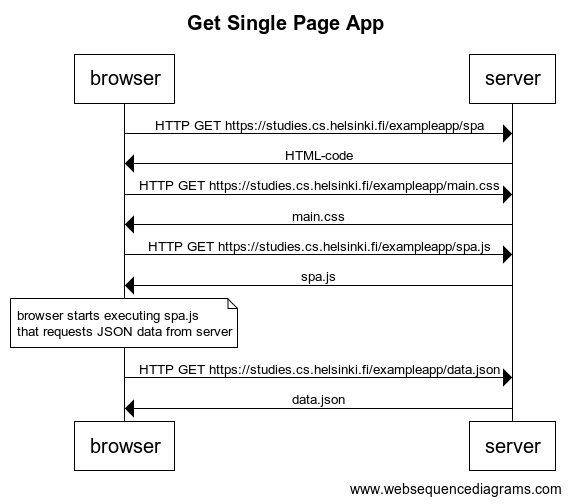 Get Single Page App
browser server
HTTP GET https://studies.cs.helsinki.fi/exampleapp/spa
HTML-code
HTTP GET https://studies.cs.helsinki.fi/exampleapp/main.css
main.css
HTTP GET https://studies.cs.helsinki.fi/exampleapp/spa.js
spa.js
browser starts executing spa.js
that requests JSON data from server
HTTP GET https://studies.cs.helsinki.fi/exampleapp/data.json
data.json
browser server
www.websequencediagrams.com